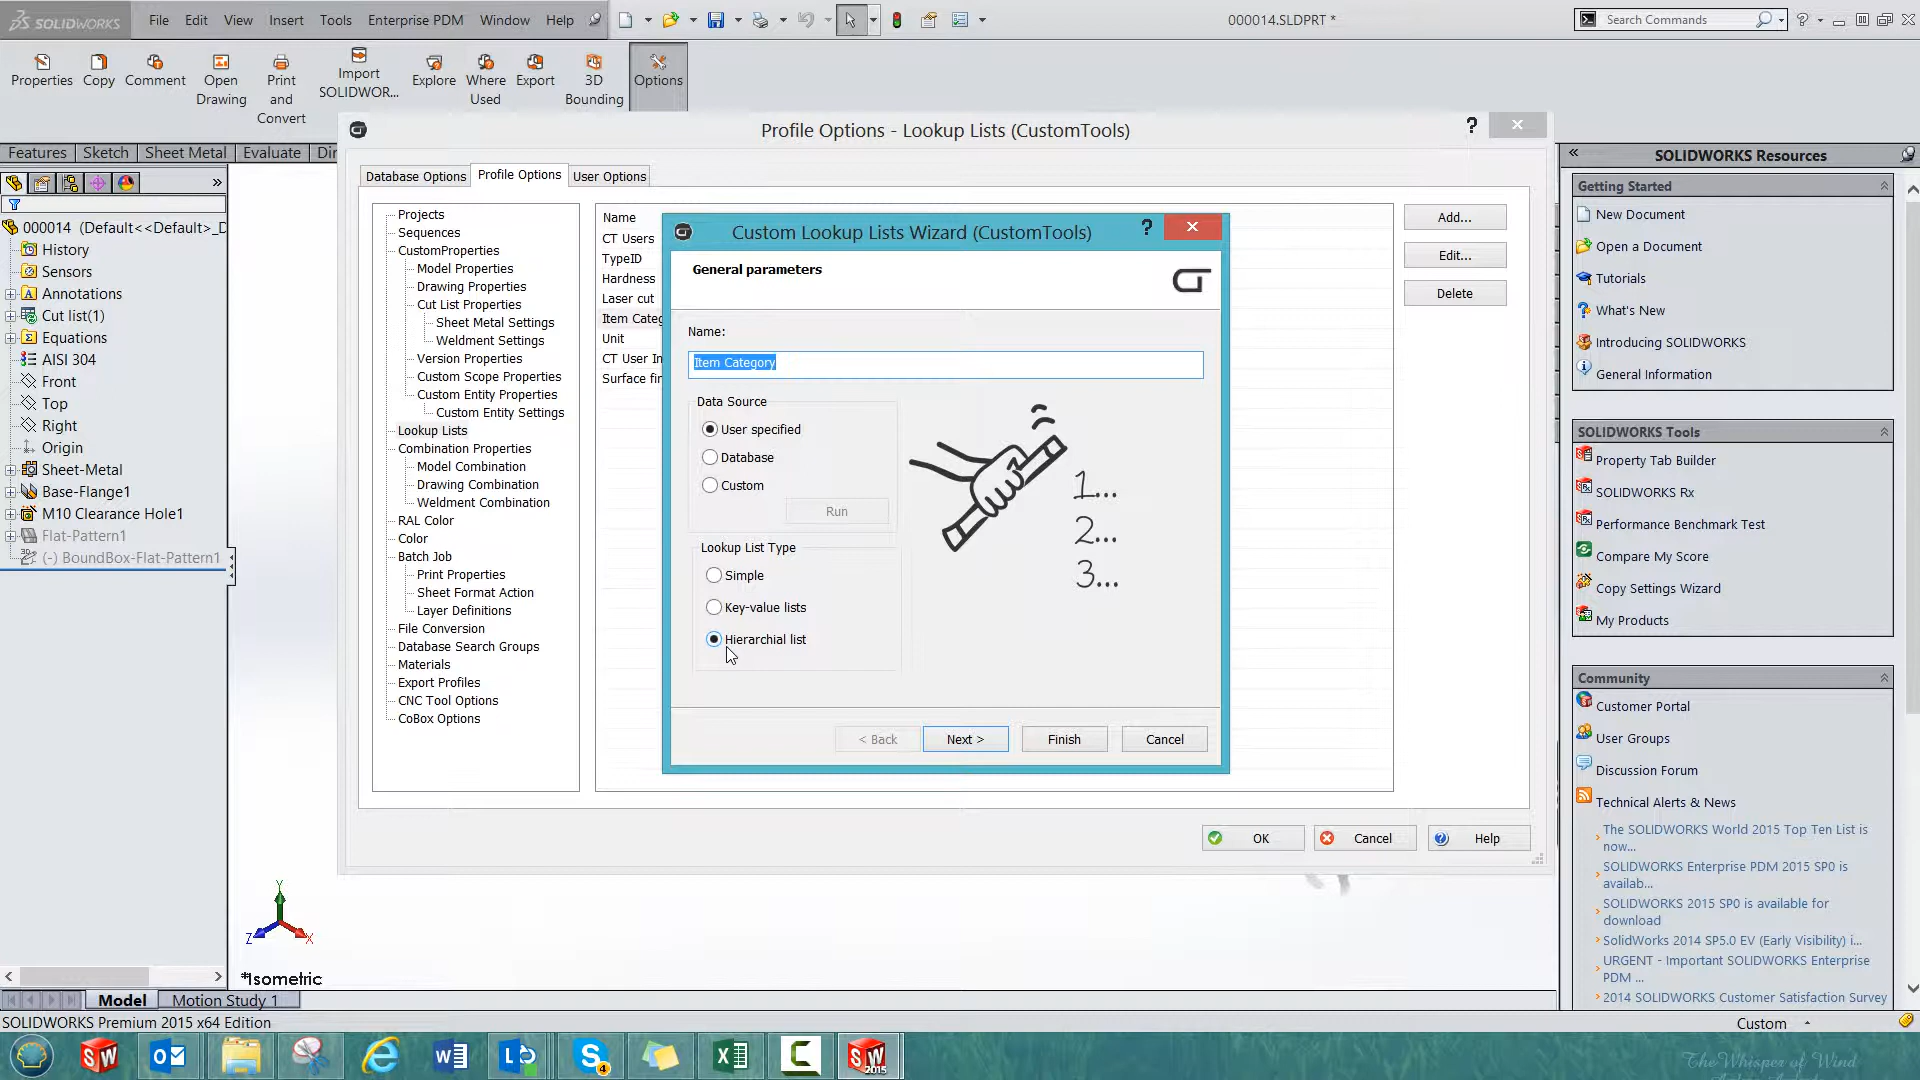 SOLIDWORKS File Edit View Insert Tools Enterprise PDM Window Help 000014.SLDPRT * Search Commands
Properties Copy Comment Open Drawing Print and Convert Import SOLIDWOR... Explore Where Used Export 3D Bounding Options
Features Sketch Sheet Metal Evaluate
000014 (Default<<Default>_D
History
Sensors
Annotations
Cut list(1)
Equations
AISI 304
Front
Top
Right
Origin
Sheet-Metal
Base-Flange1
M10 Clearance Hole1
Flat-Pattern1
(-) BoundBox-Flat-Pattern1
Profile Options - Lookup Lists (CustomTools)
Database Options Profile Options User Options
Projects
Sequences
CustomProperties
Model Properties
Drawing Properties
Cut List Properties
Sheet Metal Settings
Weldment Settings
Version Properties
Custom Scope Properties
Custom Entity Properties
Custom Entity Settings
Lookup Lists
Combination Properties
Model Combination
Drawing Combination
Weldment Combination
RAL Color
Color
Batch Job
Print Properties
Sheet Format Action
Layer Definitions
File Conversion
Database Search Groups
Materials
Export Profiles
CNC Tool Options
CoBox Options
Name
CT Users
TypeID
Hardness
Laser cut
Item Categ
Unit
CT User In
Surface fin
Add...
Edit...
Delete
Custom Lookup Lists Wizard (CustomTools)
General parameters
Name:
Item Category
Data Source
User specified
Database
Custom
Run
Lookup List Type
Simple
Key-value lists
Hierarchial list
1...
2...
3...
< Back Next > Finish Cancel
OK Cancel Help
SOLIDWORKS Resources
Getting Started
New Document
Open a Document
Tutorials
What's New
Introducing SOLIDWORKS
General Information
SOLIDWORKS Tools
Property Tab Builder
SOLIDWORKS Rx
Performance Benchmark Test
Compare My Score
Copy Settings Wizard
My Products
Community
Customer Portal
User Groups
Discussion Forum
Technical Alerts & News
The SOLIDWORKS World 2015 Top Ten List is
now...
SOLIDWORKS Enterprise PDM 2015 SP0 is
availab...
SOLIDWORKS 2015 SP0 is available for
download
SolidWorks 2014 SP5.0 EV (Early Visibility) i...
URGENT - Important SOLIDWORKS Enterprise
PDM ...
2014 SOLIDWORKS Customer Satisfaction Survey
Y
Z
X
*Isometric
Model Motion Study 1
SOLIDWORKS Premium 2015 x64 Edition
Custom
The Whisper of Wind